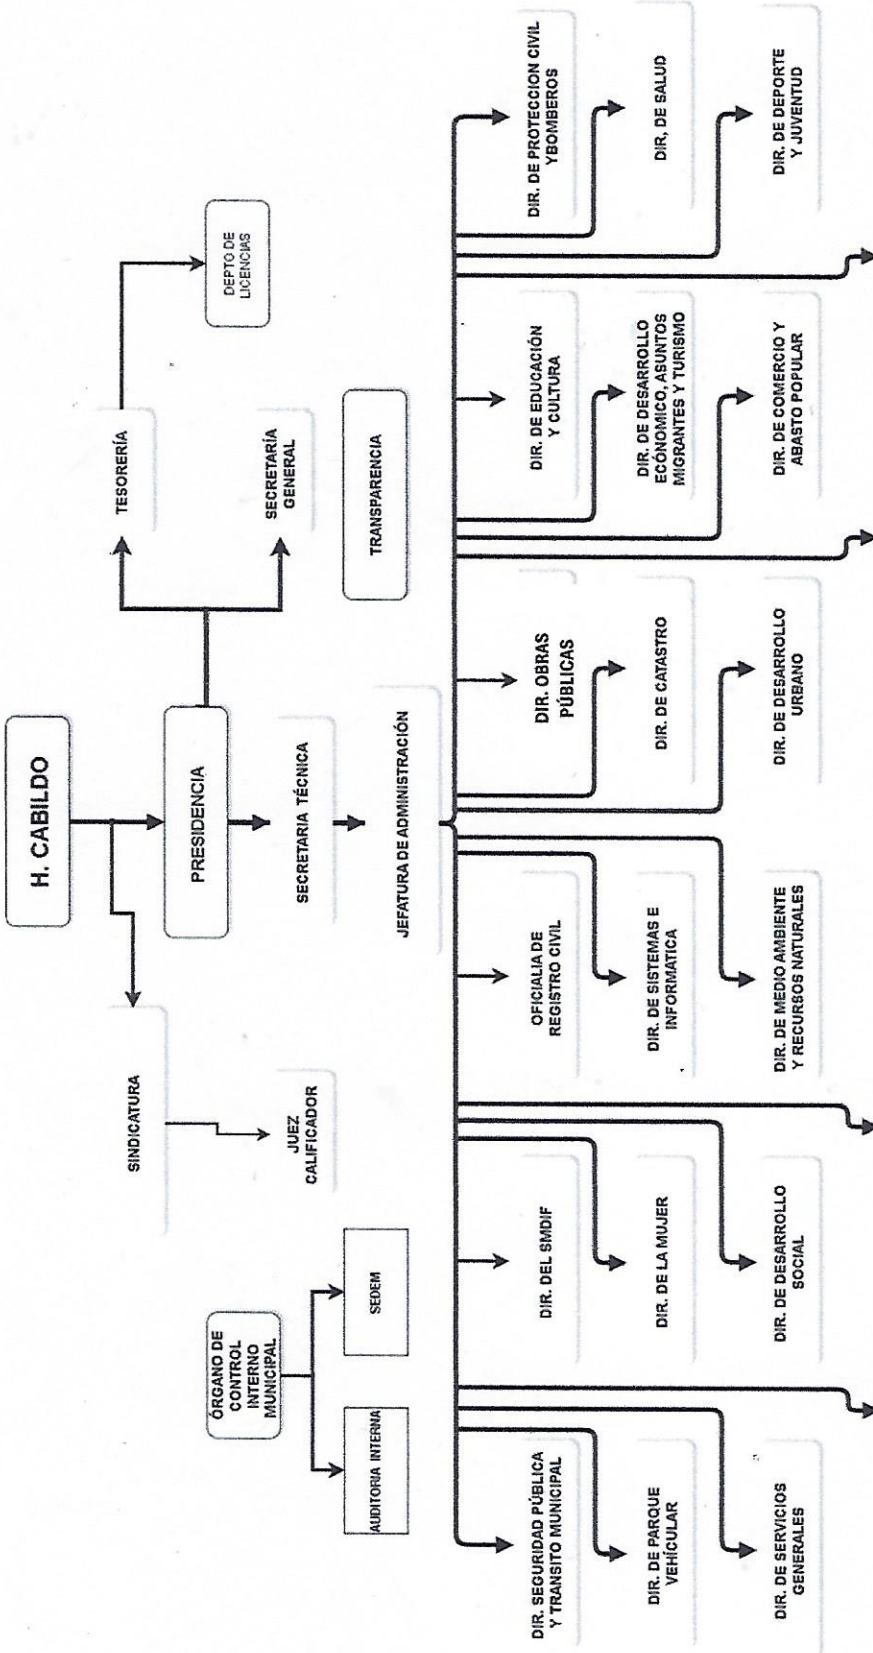 H. CABILDO
PRESIDENCIA
SINDICATURA
JUEZ
CALIFICADOR
TESORERÍA
DEPTO DE
LICENCIAS
SECRETARÍA
GENERAL
ÓRGANO DE
CONTROL
INTERNO
MUNICIPAL
AUDITORIA INTERNA
SEDEM
SECRETARIA TÉCNICA
TRANSPARENCIA
JEFATURA DE ADMINISTRACIÓN
DIR. SEGURIDAD PÚBLICA
Y TRANSITO MUNICIPAL
DIR. DEL SMDIF
OFICIALIA DE
REGISTRO CIVIL
DIR. OBRAS
PÚBLICAS
DIR. DE EDUCACIÓN
Y CULTURA
DIR. DE PROTECCION CIVIL
YBOMBEROS
DIR. DE PARQUE
VEHÍCULAR
DIR. DE LA MUJER
DIR. DE SISTEMAS E
INFORMATICA
DIR. DE CATASTRO
DIR. DE DESARROLLO
ECÓNOMICO, ASUNTOS
MIGRANTES Y TURISMO
DIR, DE SALUD
DIR. DE SERVICIOS
GENERALES
DIR. DE DESARROLLO
SOCIAL
DIR. DE MEDIO AMBIENTE
Y RECURSOS NATURALES
DIR. DE DESARROLLO
URBANO
DIR. DE COMERCIO Y
ABASTO POPULAR
DIR. DE DEPORTE
Y JUVENTUD